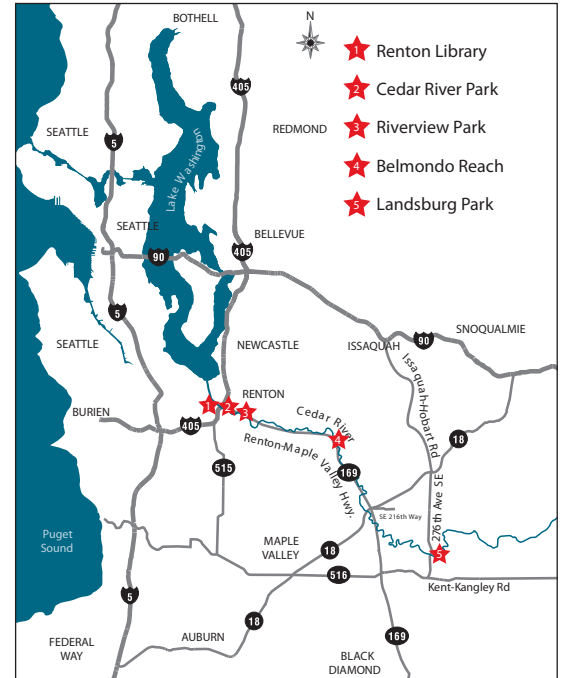 BOTHELL
N
1 Renton Library
405
2 Cedar River Park
SEATTLE
5
REDMOND
3 Riverview Park
Lake Washington
4 Belmondo Reach
5 Landsburg Park
SEATTLE
BELLEVUE
405
90
5
SNOQUALMIE
SEATTLE
NEWCASTLE
ISSAQUAH
90
Issaquah-Hobart Rd
RENTON
1
2
3
BURIEN
405
Cedar River
4
18
Renton-Maple Valley Hwy.
515
169
276th Ave SE
SE 216th Way
Puget
Sound
MAPLE
VALLEY
18
5
516
Kent-Kangley Rd
5
18
FEDERAL
WAY
AUBURN
169
BLACK
DIAMOND